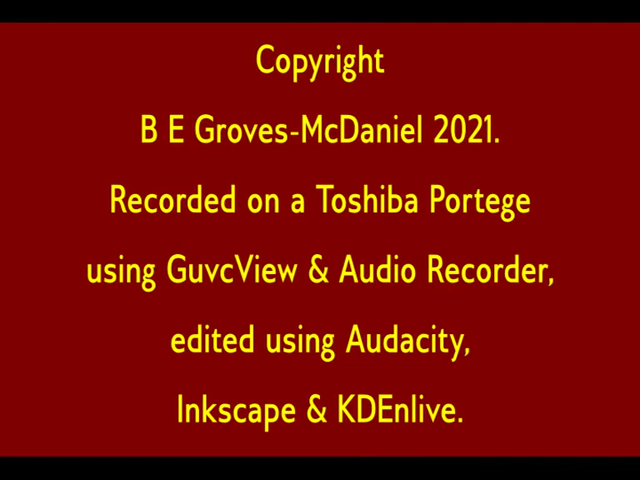 Copyright
B E Groves-McDaniel 2021.
Recorded on a Toshiba Portege
using GuvcView & Audio Recorder,
edited using Audacity,
Inkscape & KDEnlive.